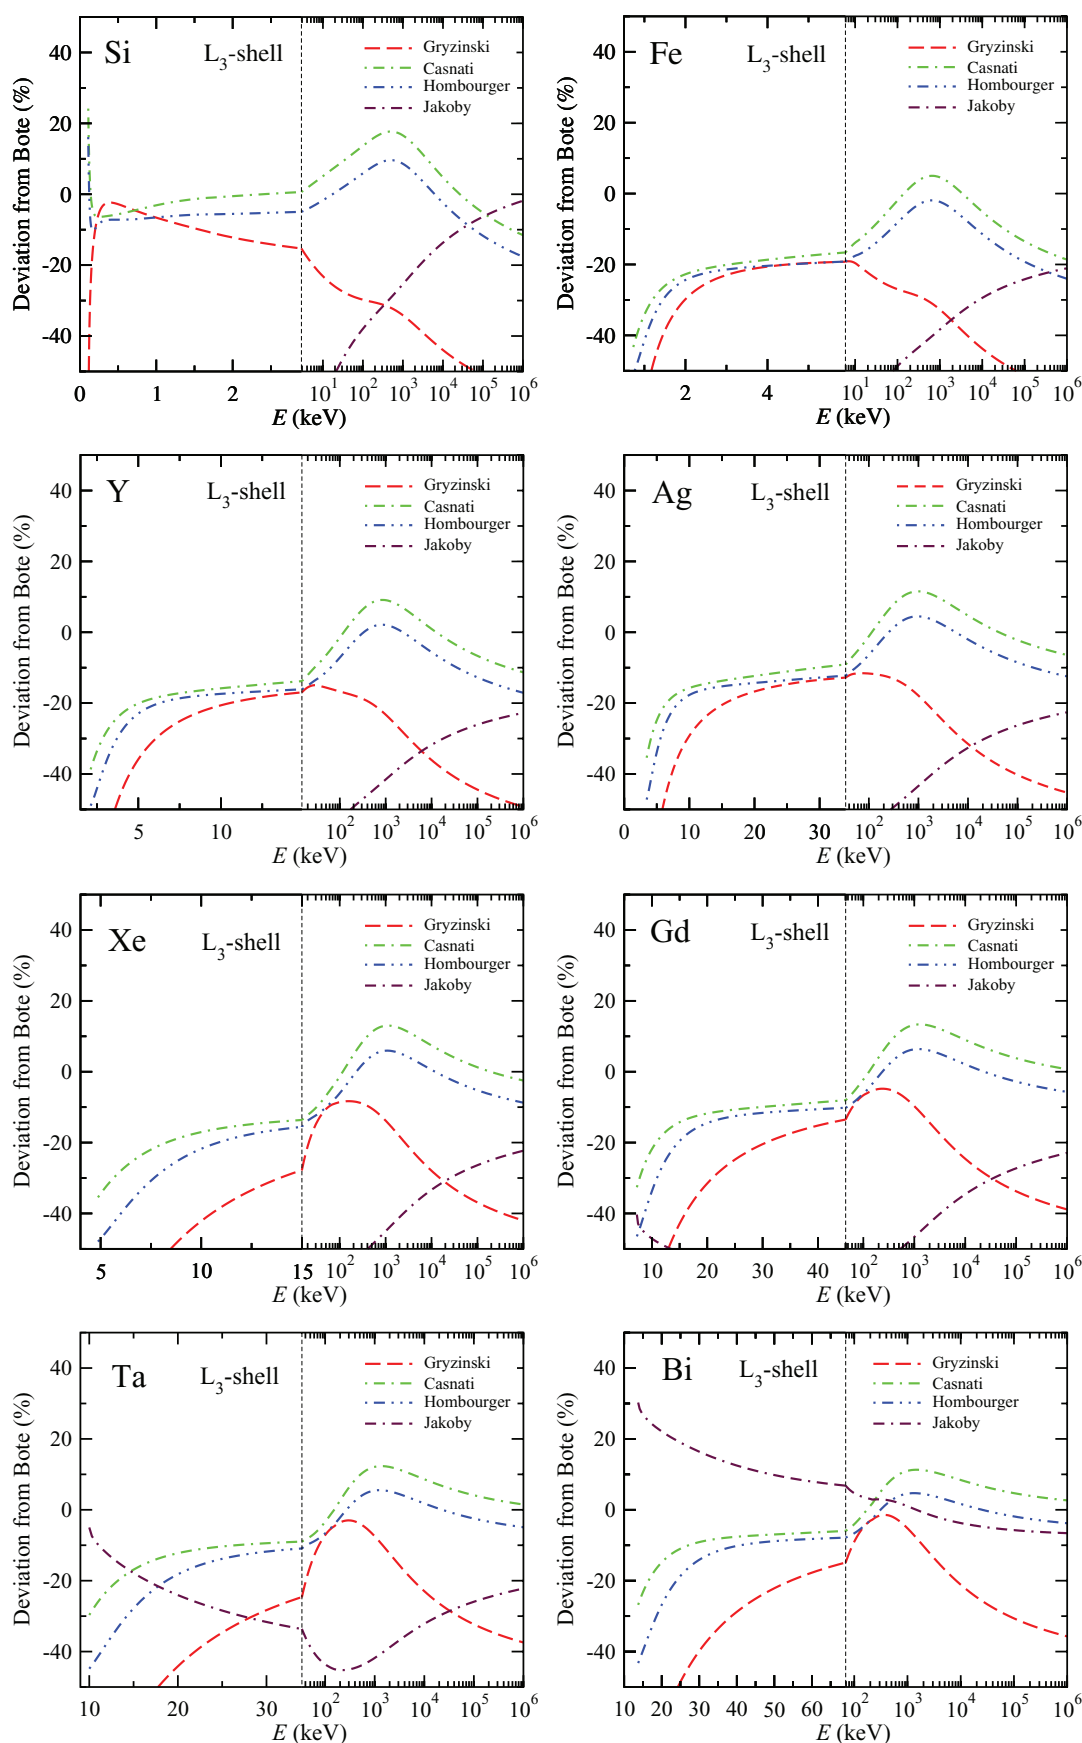 Si
L3-shell
Gryzinski
Casnati
Hombourger
Jakoby
Deviation from Bote (%)
40
20
0
-20
-40
0 1 2 10^1 10^2 10^3 10^4 10^5 10^6
E (keV)
Fe
L3-shell
Gryzinski
Casnati
Hombourger
Jakoby
Deviation from Bote (%)
40
20
0
-20
-40
2 4 10^1 10^2 10^3 10^4 10^5 10^6
E (keV)
Y
L3-shell
Gryzinski
Casnati
Hombourger
Jakoby
Deviation from Bote (%)
40
20
0
-20
-40
5 10 10^2 10^3 10^4 10^5 10^6
E (keV)
Ag
L3-shell
Gryzinski
Casnati
Hombourger
Jakoby
Deviation from Bote (%)
40
20
0
-20
-40
0 10 20 30 10^2 10^3 10^4 10^5 10^6
E (keV)
Xe
L3-shell
Gryzinski
Casnati
Hombourger
Jakoby
Deviation from Bote (%)
40
20
0
-20
-40
5 10 15 10^2 10^3 10^4 10^5 10^6
E (keV)
Gd
L3-shell
Gryzinski
Casnati
Hombourger
Jakoby
Deviation from Bote (%)
40
20
0
-20
-40
10 20 30 40 10^2 10^3 10^4 10^5 10^6
E (keV)
Ta
L3-shell
Gryzinski
Casnati
Hombourger
Jakoby
Deviation from Bote (%)
40
20
0
-20
-40
10 20 30 10^2 10^3 10^4 10^5 10^6
E (keV)
Bi
L3-shell
Gryzinski
Casnati
Hombourger
Jakoby
Deviation from Bote (%)
40
20
0
-20
-40
10 20 30 40 50 60 10^2 10^3 10^4 10^5 10^6
E (keV)